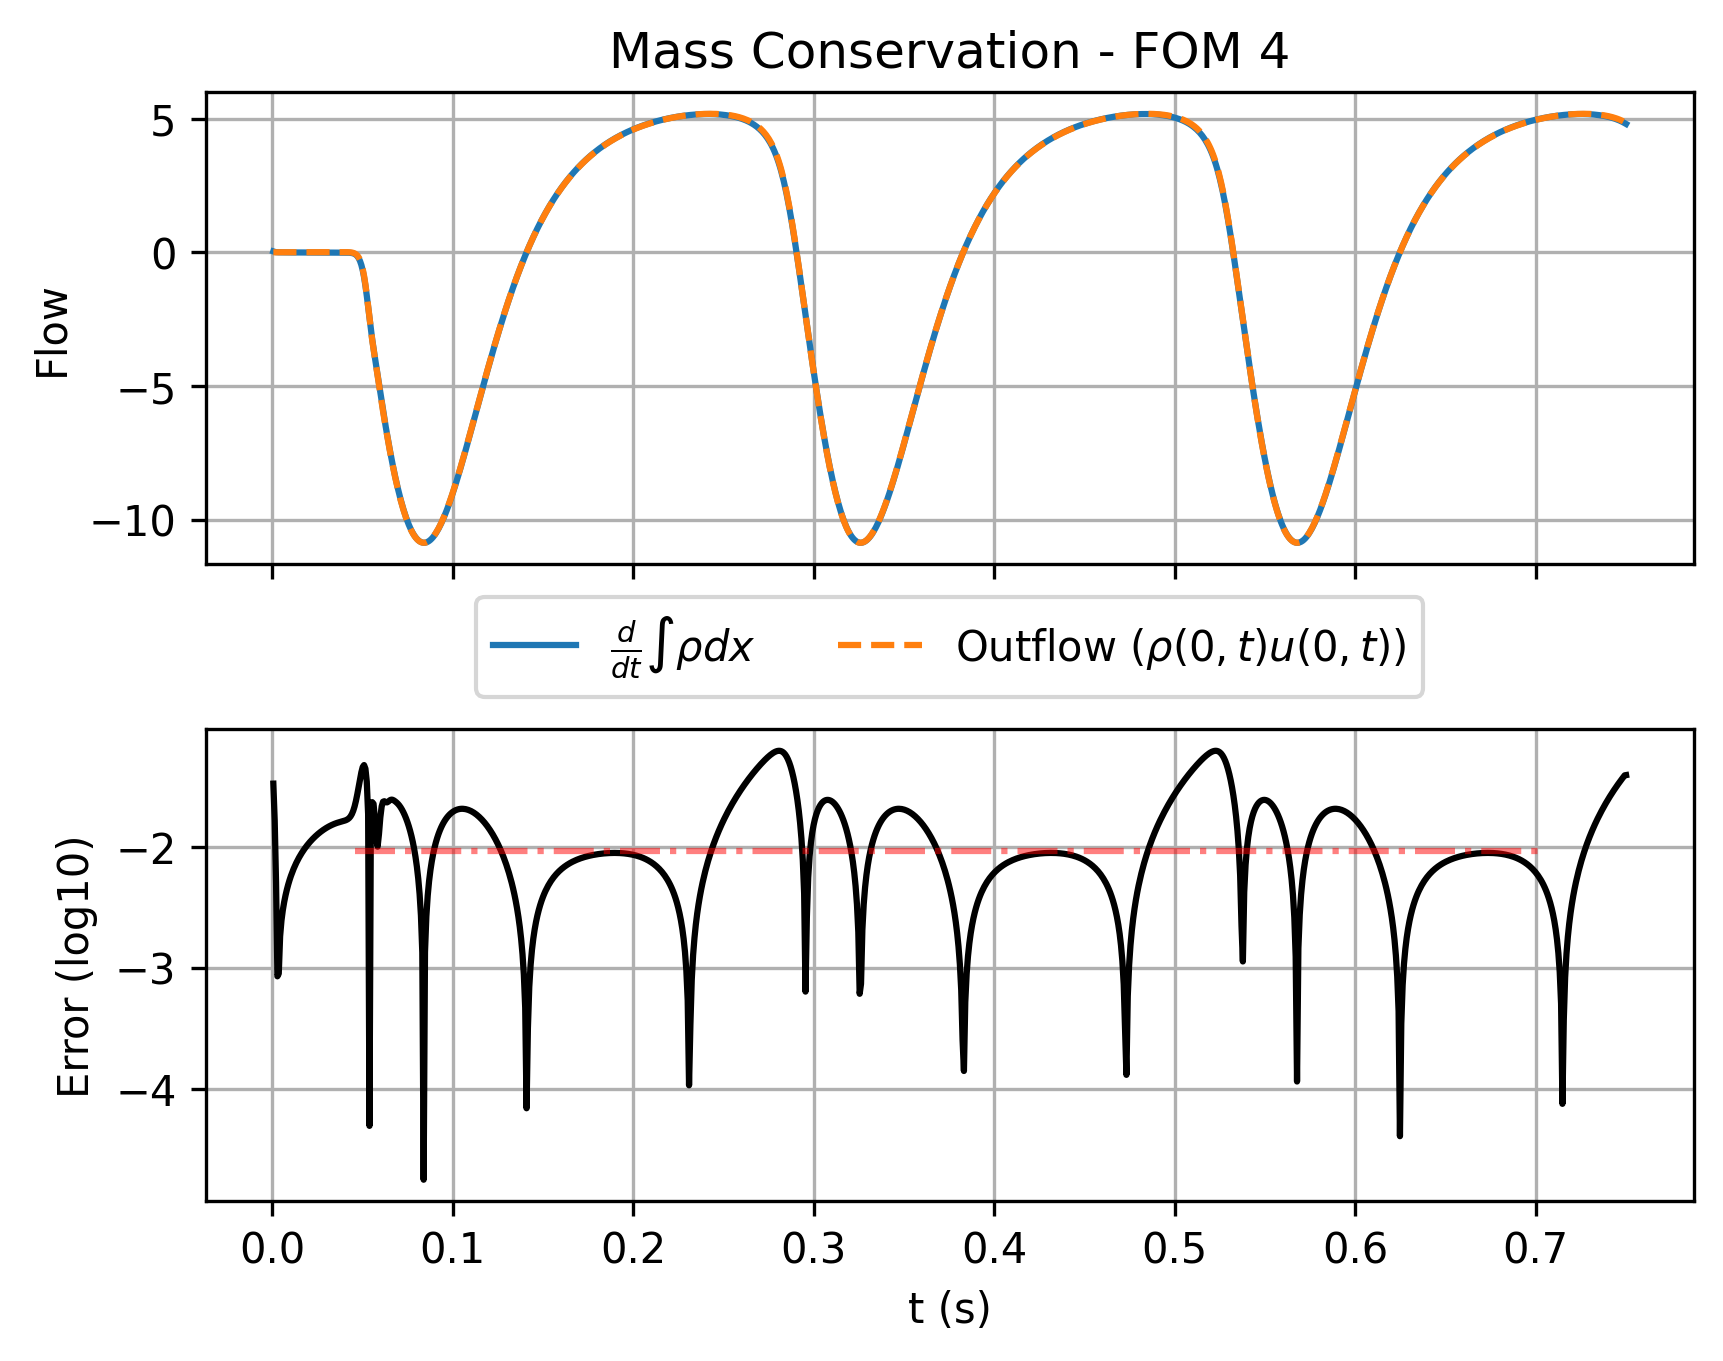 Mass Conservation - FOM 4
5
0
−5
−10
Flow
d/dt ∫ρdx
Outflow (ρ(0, t)u(0, t))
−2
−3
−4
Error (log10)
0.0 0.1 0.2 0.3 0.4 0.5 0.6 0.7
t (s)